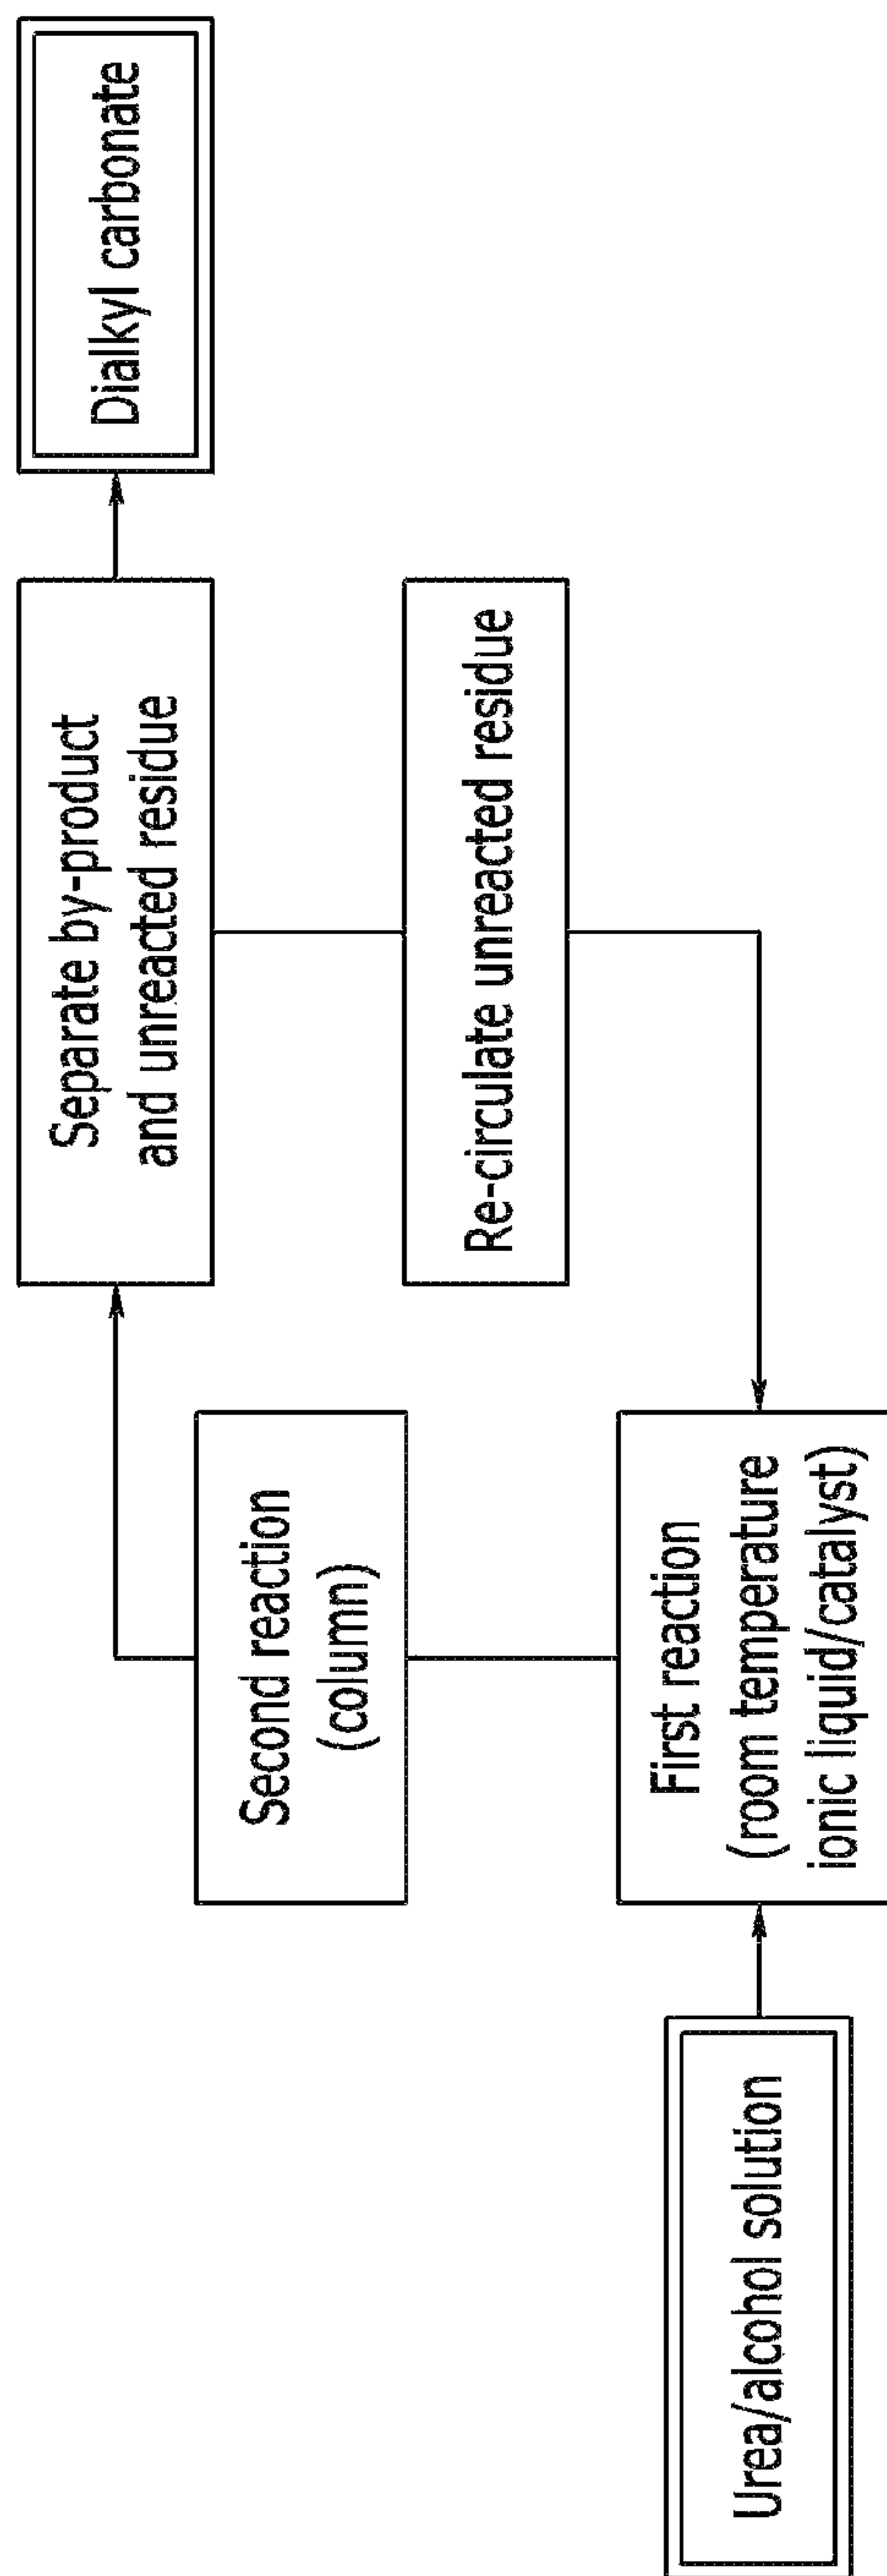 Urea/alcohol solution
First reaction
(room temperature
ionic liquid/catalyst)
Second reaction
(column)
Separate by-product
and unreacted residue
Re-circulate unreacted residue
Dialkyl carbonate